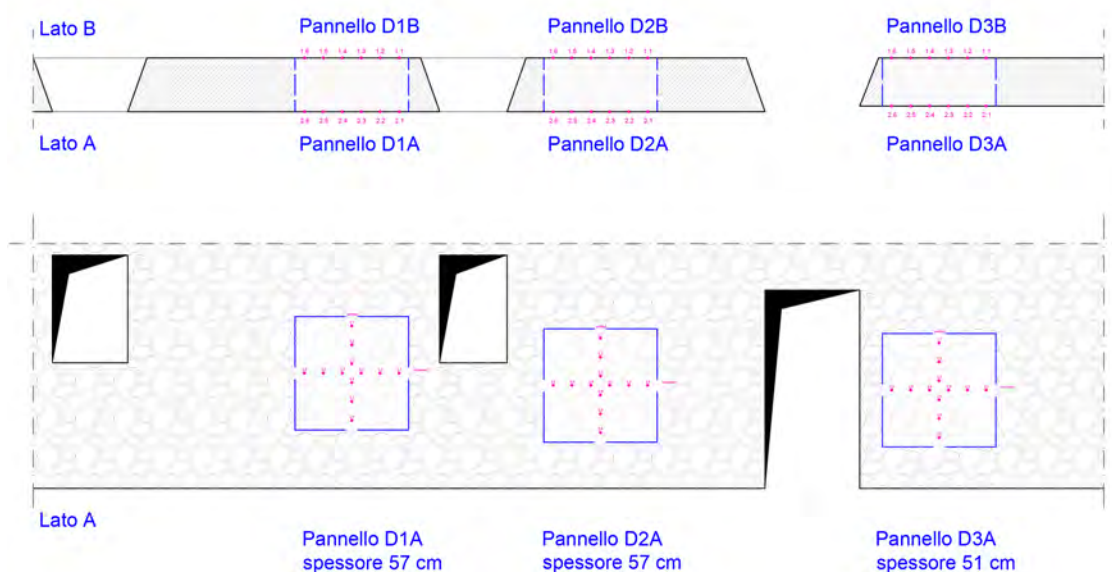 Lato B
Pannello D1B
Pannello D2B
Pannello D3B
1.6 1.5 1.4 1.3 1.2 1.1
1.6 1.5 1.4 1.3 1.2 1.1
1.6 1.5 1.4 1.3 1.2 1.1
2.6 2.5 2.4 2.3 2.2 2.1
2.6 2.5 2.4 2.3 2.2 2.1
2.6 2.5 2.4 2.3 2.2 2.1
Lato A
Pannello D1A
Pannello D2A
Pannello D3A
Lato A
Pannello D1A
spessore 57 cm
Pannello D2A
spessore 57 cm
Pannello D3A
spessore 51 cm